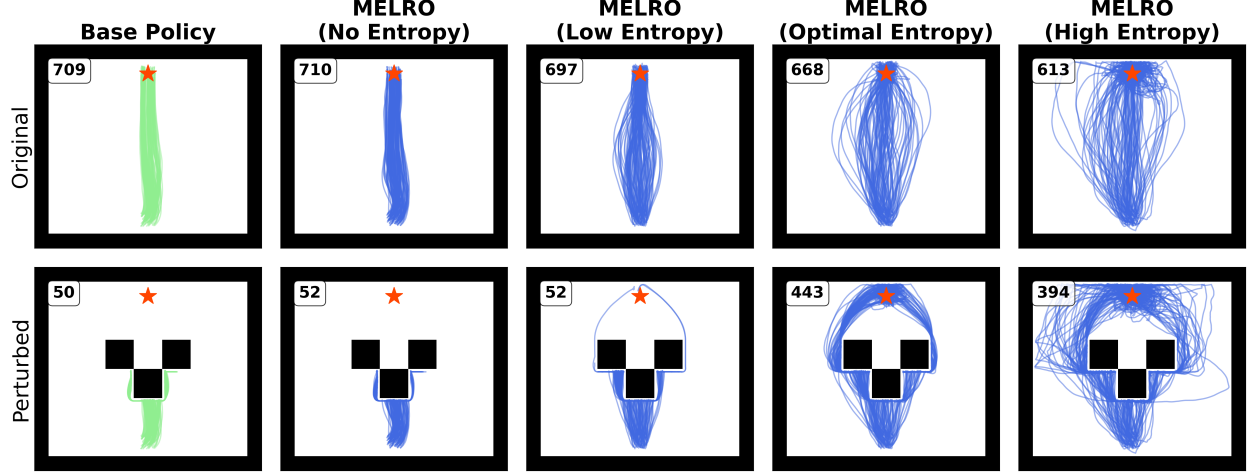 Base Policy
MELRO
(No Entropy)
MELRO
(Low Entropy)
MELRO
(Optimal Entropy)
MELRO
(High Entropy)
Original
709
710
697
668
613
Perturbed
50
52
52
443
394